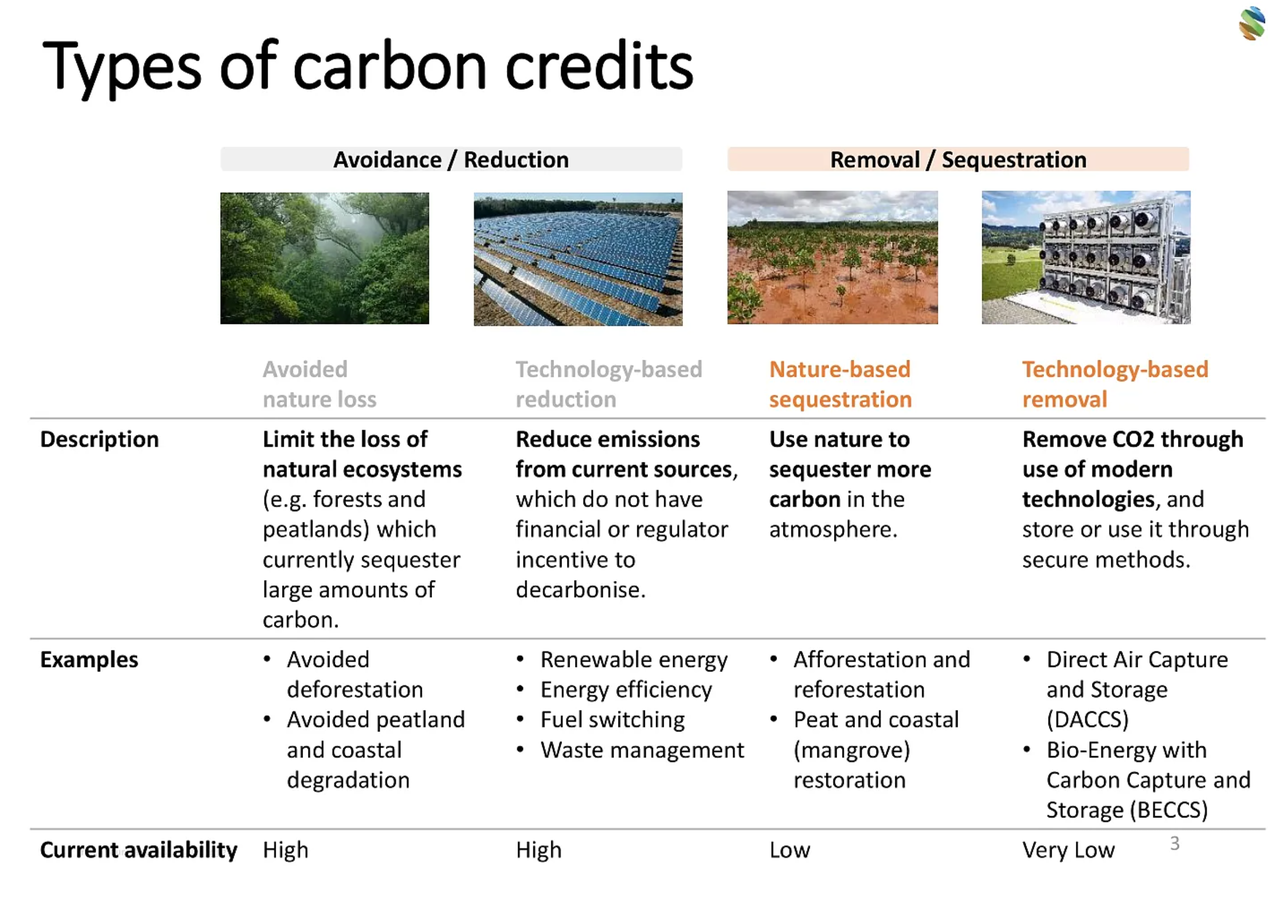 Types of carbon credits
Avoidance / Reduction
Removal / Sequestration
Avoided
nature loss
Technology-based
reduction
Nature-based
sequestration
Technology-based
removal
Description
Limit the loss of
natural ecosystems
(e.g. forests and
peatlands) which
currently sequester
large amounts of
carbon.
Reduce emissions
from current sources,
which do not have
financial or regulator
incentive to
decarbonise.
Use nature to
sequester more
carbon in the
atmosphere.
Remove CO2 through
use of modern
technologies, and
store or use it through
secure methods.
Examples
• Avoided
deforestation
• Avoided peatland
and coastal
degradation
• Renewable energy
• Energy efficiency
• Fuel switching
• Waste management
• Afforestation and
reforestation
• Peat and coastal
(mangrove)
restoration
• Direct Air Capture
and Storage
(DACCS)
• Bio-Energy with
Carbon Capture and
Storage (BECCS)
Current availability
High
High
Low
Very Low
3